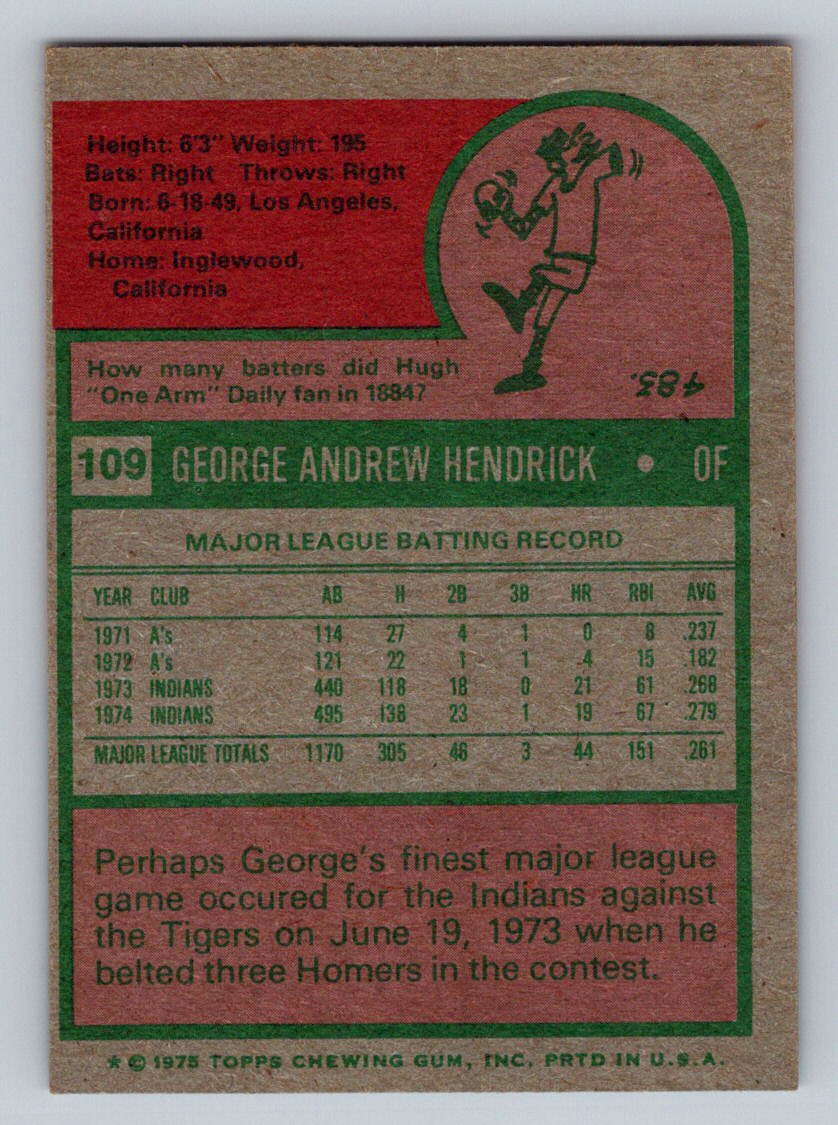 Height: 6'3" Weight: 195
Bats: Right Throws: Right
Born: 6-18-49, Los Angeles,
California
Home: Inglewood,
California
How many batters did Hugh
"One Arm" Daily fan in 1884?
483.
109 GEORGE ANDREW HENDRICK • OF
MAJOR LEAGUE BATTING RECORD
YEAR CLUB AB H 2B 3B HR RBI AVG
1971 A's 114 27 4 1 0 8 .237
1972 A's 121 22 1 1 4 15 .182
1973 INDIANS 440 118 18 0 21 61 .268
1974 INDIANS 495 138 23 1 19 67 .279
MAJOR LEAGUE TOTALS 1170 305 46 3 44 151 .261
Perhaps George's finest major league
game occured for the Indians against
the Tigers on June 19, 1973 when he
belted three Homers in the contest.
* © 1975 TOPPS CHEWING GUM, INC. PRTD IN U.S.A.